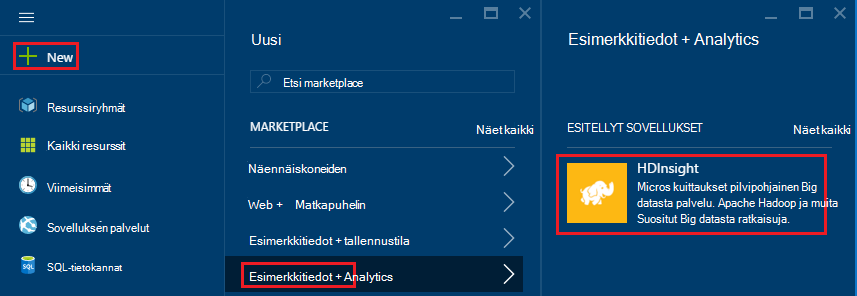 New
Resurssiryhmät
Kaikki resurssit
Viimeisimmät
Sovelluksen palvelut
SQL
SQL-tietokannat
Uusi
Etsi marketplace
MARKETPLACE
Näet kaikki
Näennäiskoneiden
Web + Matkapuhelin
Esimerkkitiedot + tallennustila
Esimerkkitiedot + Analytics
Esimerkkitiedot + Analytics
ESITELLYT SOVELLUKSET
Näet kaikki
HDInsight
Micros kuittaukset pilvipohjainen Big
datasta palvelu. Apache Hadoop ja muita
Suositut Big datasta ratkaisuja.